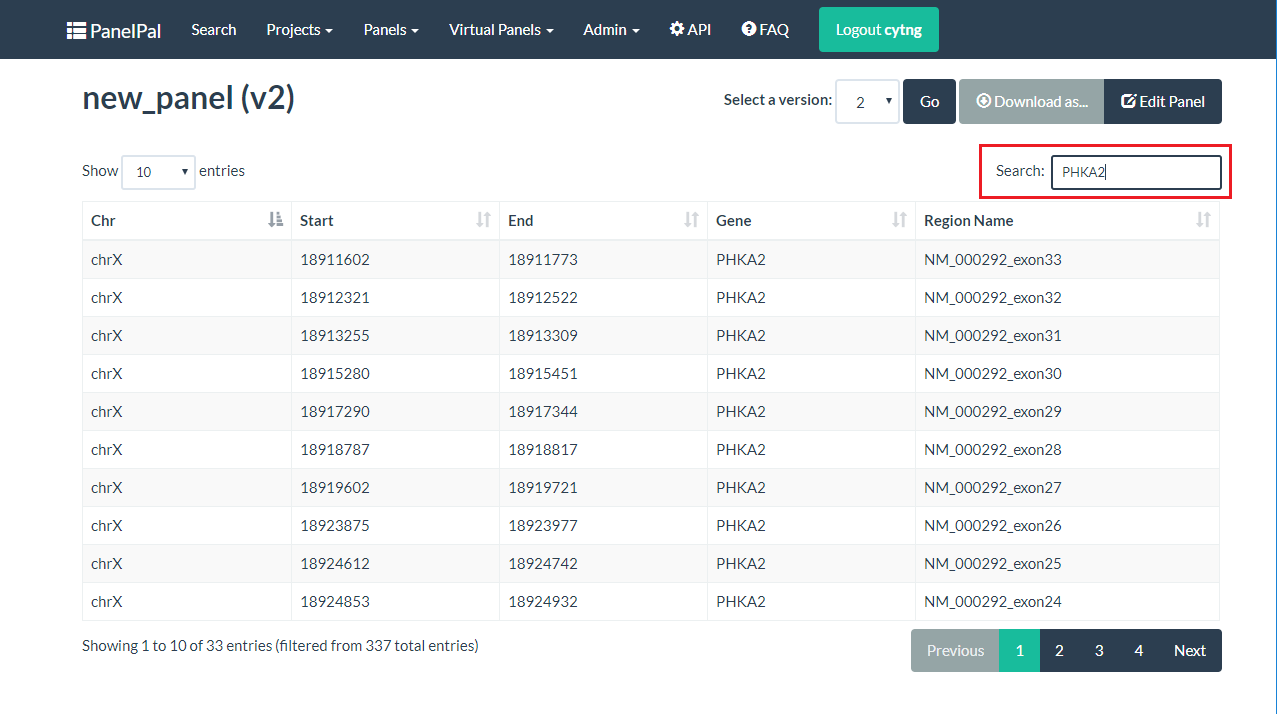 PanelPal Search Projects Panels Virtual Panels Admin API FAQ Logout cytng
new_panel (v2) Select a version: 2 Go Download as... Edit Panel
Show 10 entries Search: PHKA2
Chr Start End Gene Region Name
chrX 18911602 18911773 PHKA2 NM_000292_exon33
chrX 18912321 18912522 PHKA2 NM_000292_exon32
chrX 18913255 18913309 PHKA2 NM_000292_exon31
chrX 18915280 18915451 PHKA2 NM_000292_exon30
chrX 18917290 18917344 PHKA2 NM_000292_exon29
chrX 18918787 18918817 PHKA2 NM_000292_exon28
chrX 18919602 18919721 PHKA2 NM_000292_exon27
chrX 18923875 18923977 PHKA2 NM_000292_exon26
chrX 18924612 18924742 PHKA2 NM_000292_exon25
chrX 18924853 18924932 PHKA2 NM_000292_exon24
Showing 1 to 10 of 33 entries (filtered from 337 total entries) Previous 1 2 3 4 Next